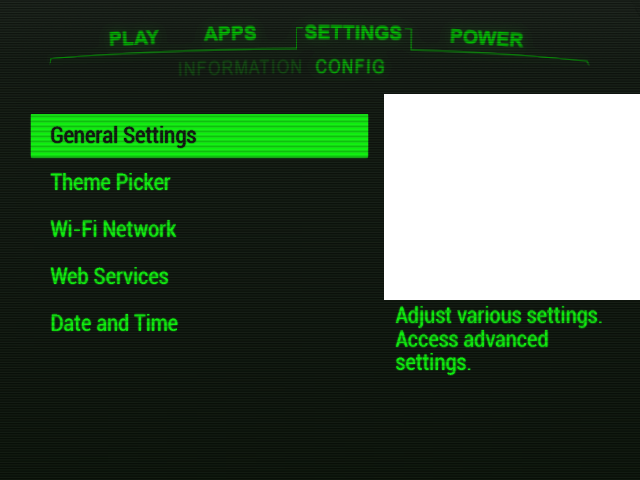 PLAY APPS SETTINGS POWER
INFORMATION CONFIG
General Settings
Theme Picker
Wi-Fi Network
Web Services
Date and Time
Adjust various settings.
Access advanced
settings.